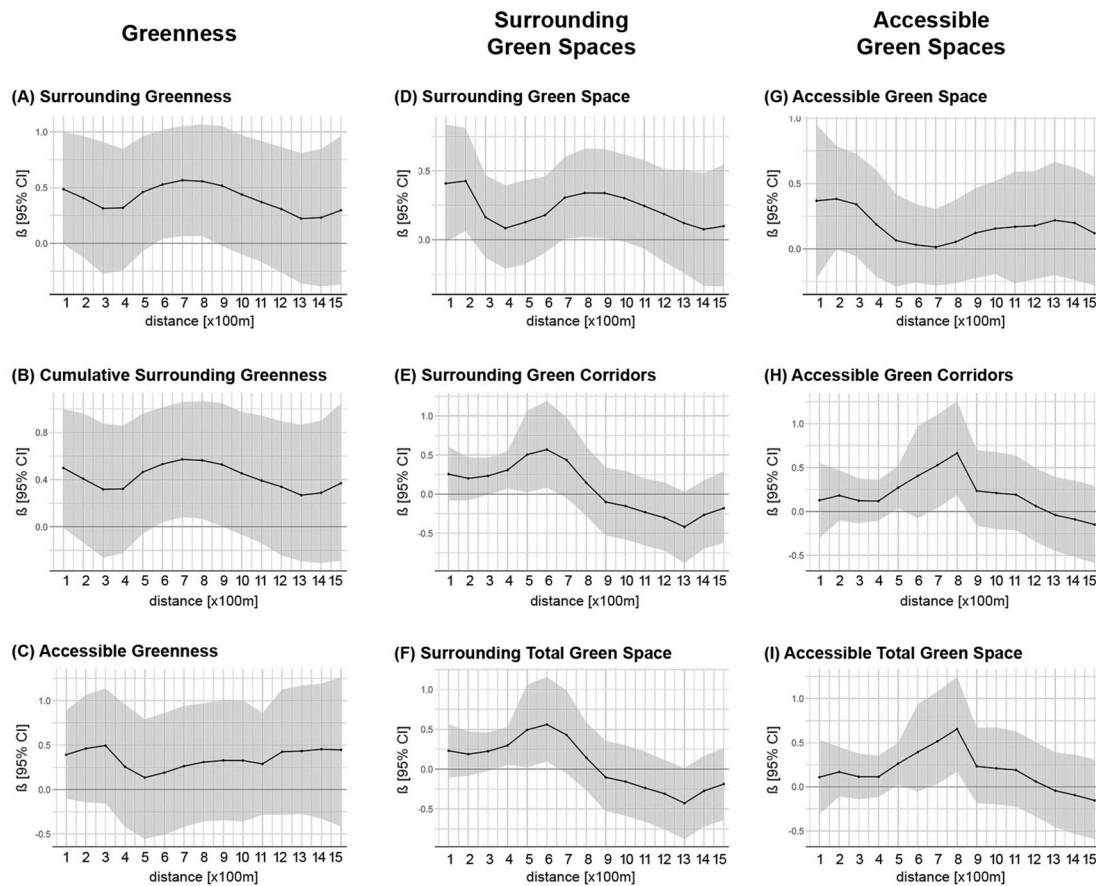 Greenness
Surrounding
Green Spaces
Accessible
Green Spaces
(A) Surrounding Greenness
ß [95% CI]
1.0
0.5
0.0
1 2 3 4 5 6 7 8 9 10 11 12 13 14 15
distance [x100m]
(D) Surrounding Green Space
ß [95% CI]
0.5
0.0
1 2 3 4 5 6 7 8 9 10 11 12 13 14 15
distance [x100m]
(G) Accessible Green Space
ß [95% CI]
1.0
0.5
0.0
1 2 3 4 5 6 7 8 9 10 11 12 13 14 15
distance [x100m]
(B) Cumulative Surrounding Greenness
ß [95% CI]
0.8
0.4
0.0
1 2 3 4 5 6 7 8 9 10 11 12 13 14 15
distance [x100m]
(E) Surrounding Green Corridors
ß [95% CI]
1.0
0.5
0.0
-0.5
1 2 3 4 5 6 7 8 9 10 11 12 13 14 15
distance [x100m]
(H) Accessible Green Corridors
ß [95% CI]
1.0
0.5
0.0
-0.5
1 2 3 4 5 6 7 8 9 10 11 12 13 14 15
distance [x100m]
(C) Accessible Greenness
ß [95% CI]
1.0
0.5
0.0
-0.5
1 2 3 4 5 6 7 8 9 10 11 12 13 14 15
distance [x100m]
(F) Surrounding Total Green Space
ß [95% CI]
1.0
0.5
0.0
-0.5
1 2 3 4 5 6 7 8 9 10 11 12 13 14 15
distance [x100m]
(I) Accessible Total Green Space
ß [95% CI]
1.0
0.5
0.0
-0.5
1 2 3 4 5 6 7 8 9 10 11 12 13 14 15
distance [x100m]